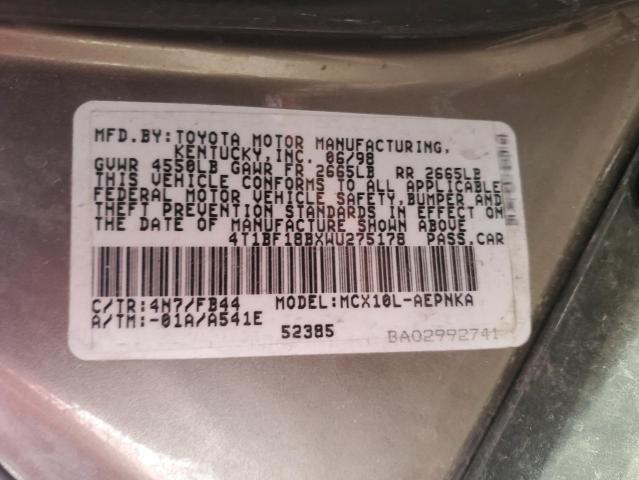 MFD.BY:TOYOTA MOTOR MANUFACTURING,
KENTUCKY,INC. 06/98
GVWR 4550LB GAWR FR 2665LB RR 2665LB
THIS VEHICLE CONFORMS TO ALL APPLICABLE
FEDERAL MOTOR VEHICLE SAFETY,BUMPER AND
THEFT PREVENTION STANDARDS IN EFFECT ON
THE DATE OF MANUFACTURE SHOWN ABOVE
4T1BF18BXWU275178 PASS.CAR
C/TR:4N7/FB44 MODEL:MCX10L-AEPNKA
A/TM:-01A/A541E
52385 BA02992741